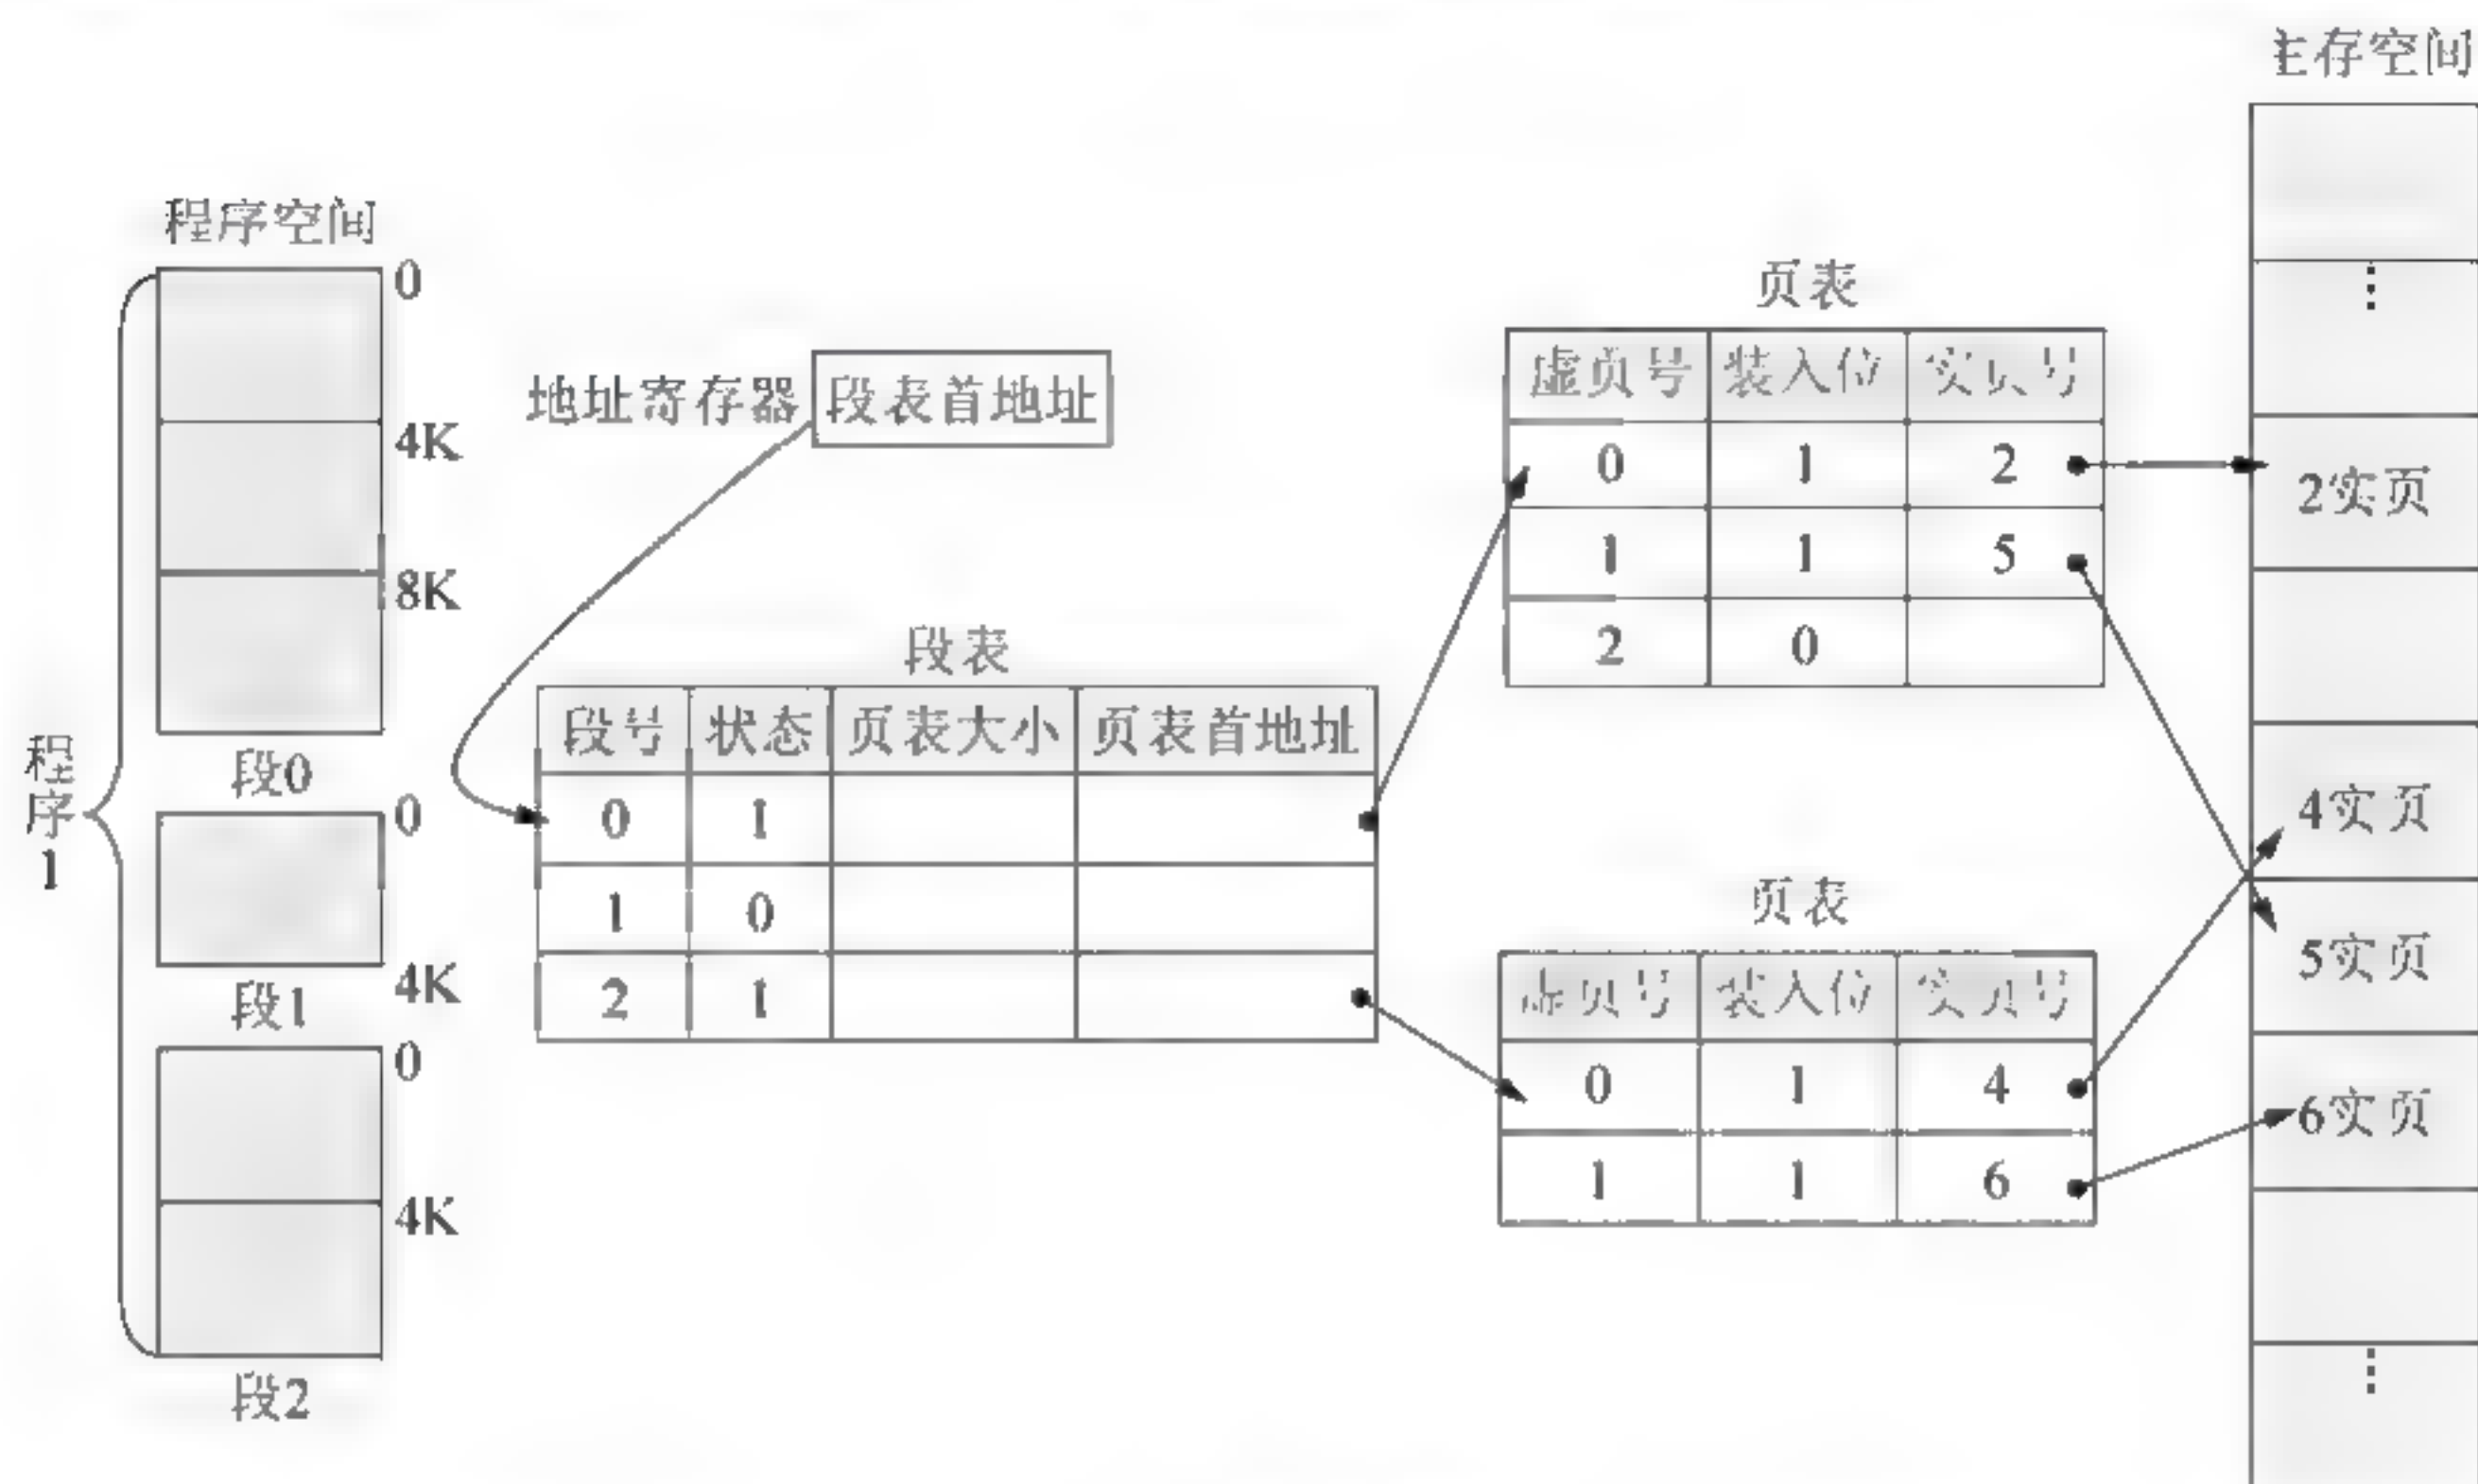 主存空间
程序空间
0
4K
8K
段0
0
4K
段1
0
4K
段2
程序1
地址寄存器 段表首地址
段表
段号 状态 页表大小 页表首地址
0 1
1 0
2 1
页表
虚页号 装入位 实页号
0 1 2
1 1 5
2 0
页表
虚页号 装入位 实页号
0 1 4
1 1 6
⋮
2实页
4实页
5实页
6实页
⋮